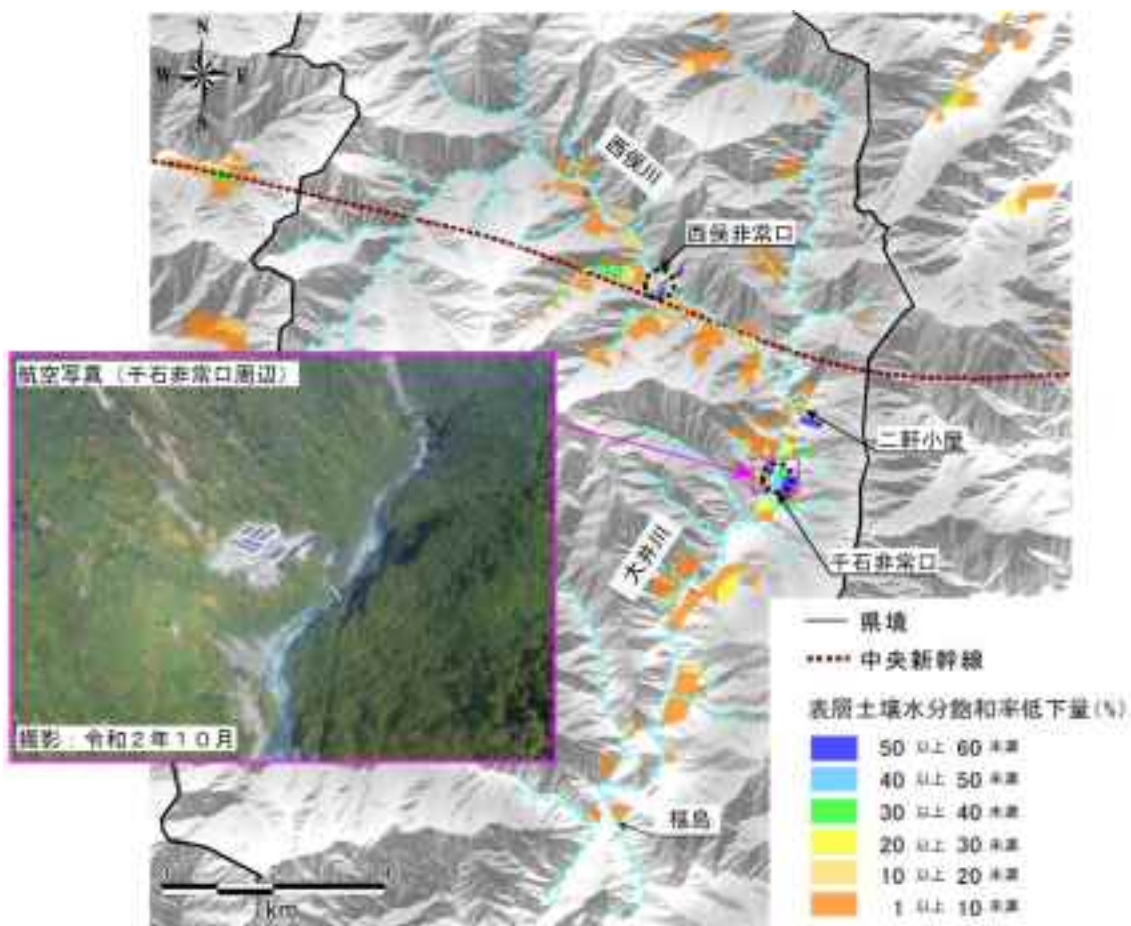 N
W E
西俣川
西俣非常口
航空写真(千石非常口周辺)
二軒小屋
大井川
千石非常口
撮影:令和2年10月
椹島
km
県境
中央新幹線
表層土壌水分飽和率低下量(%)
50 以上 60 未満
40 以上 50 未満
30 以上 40 未満
20 以上 30 未満
10 以上 20 未満
1 以上 10 未満